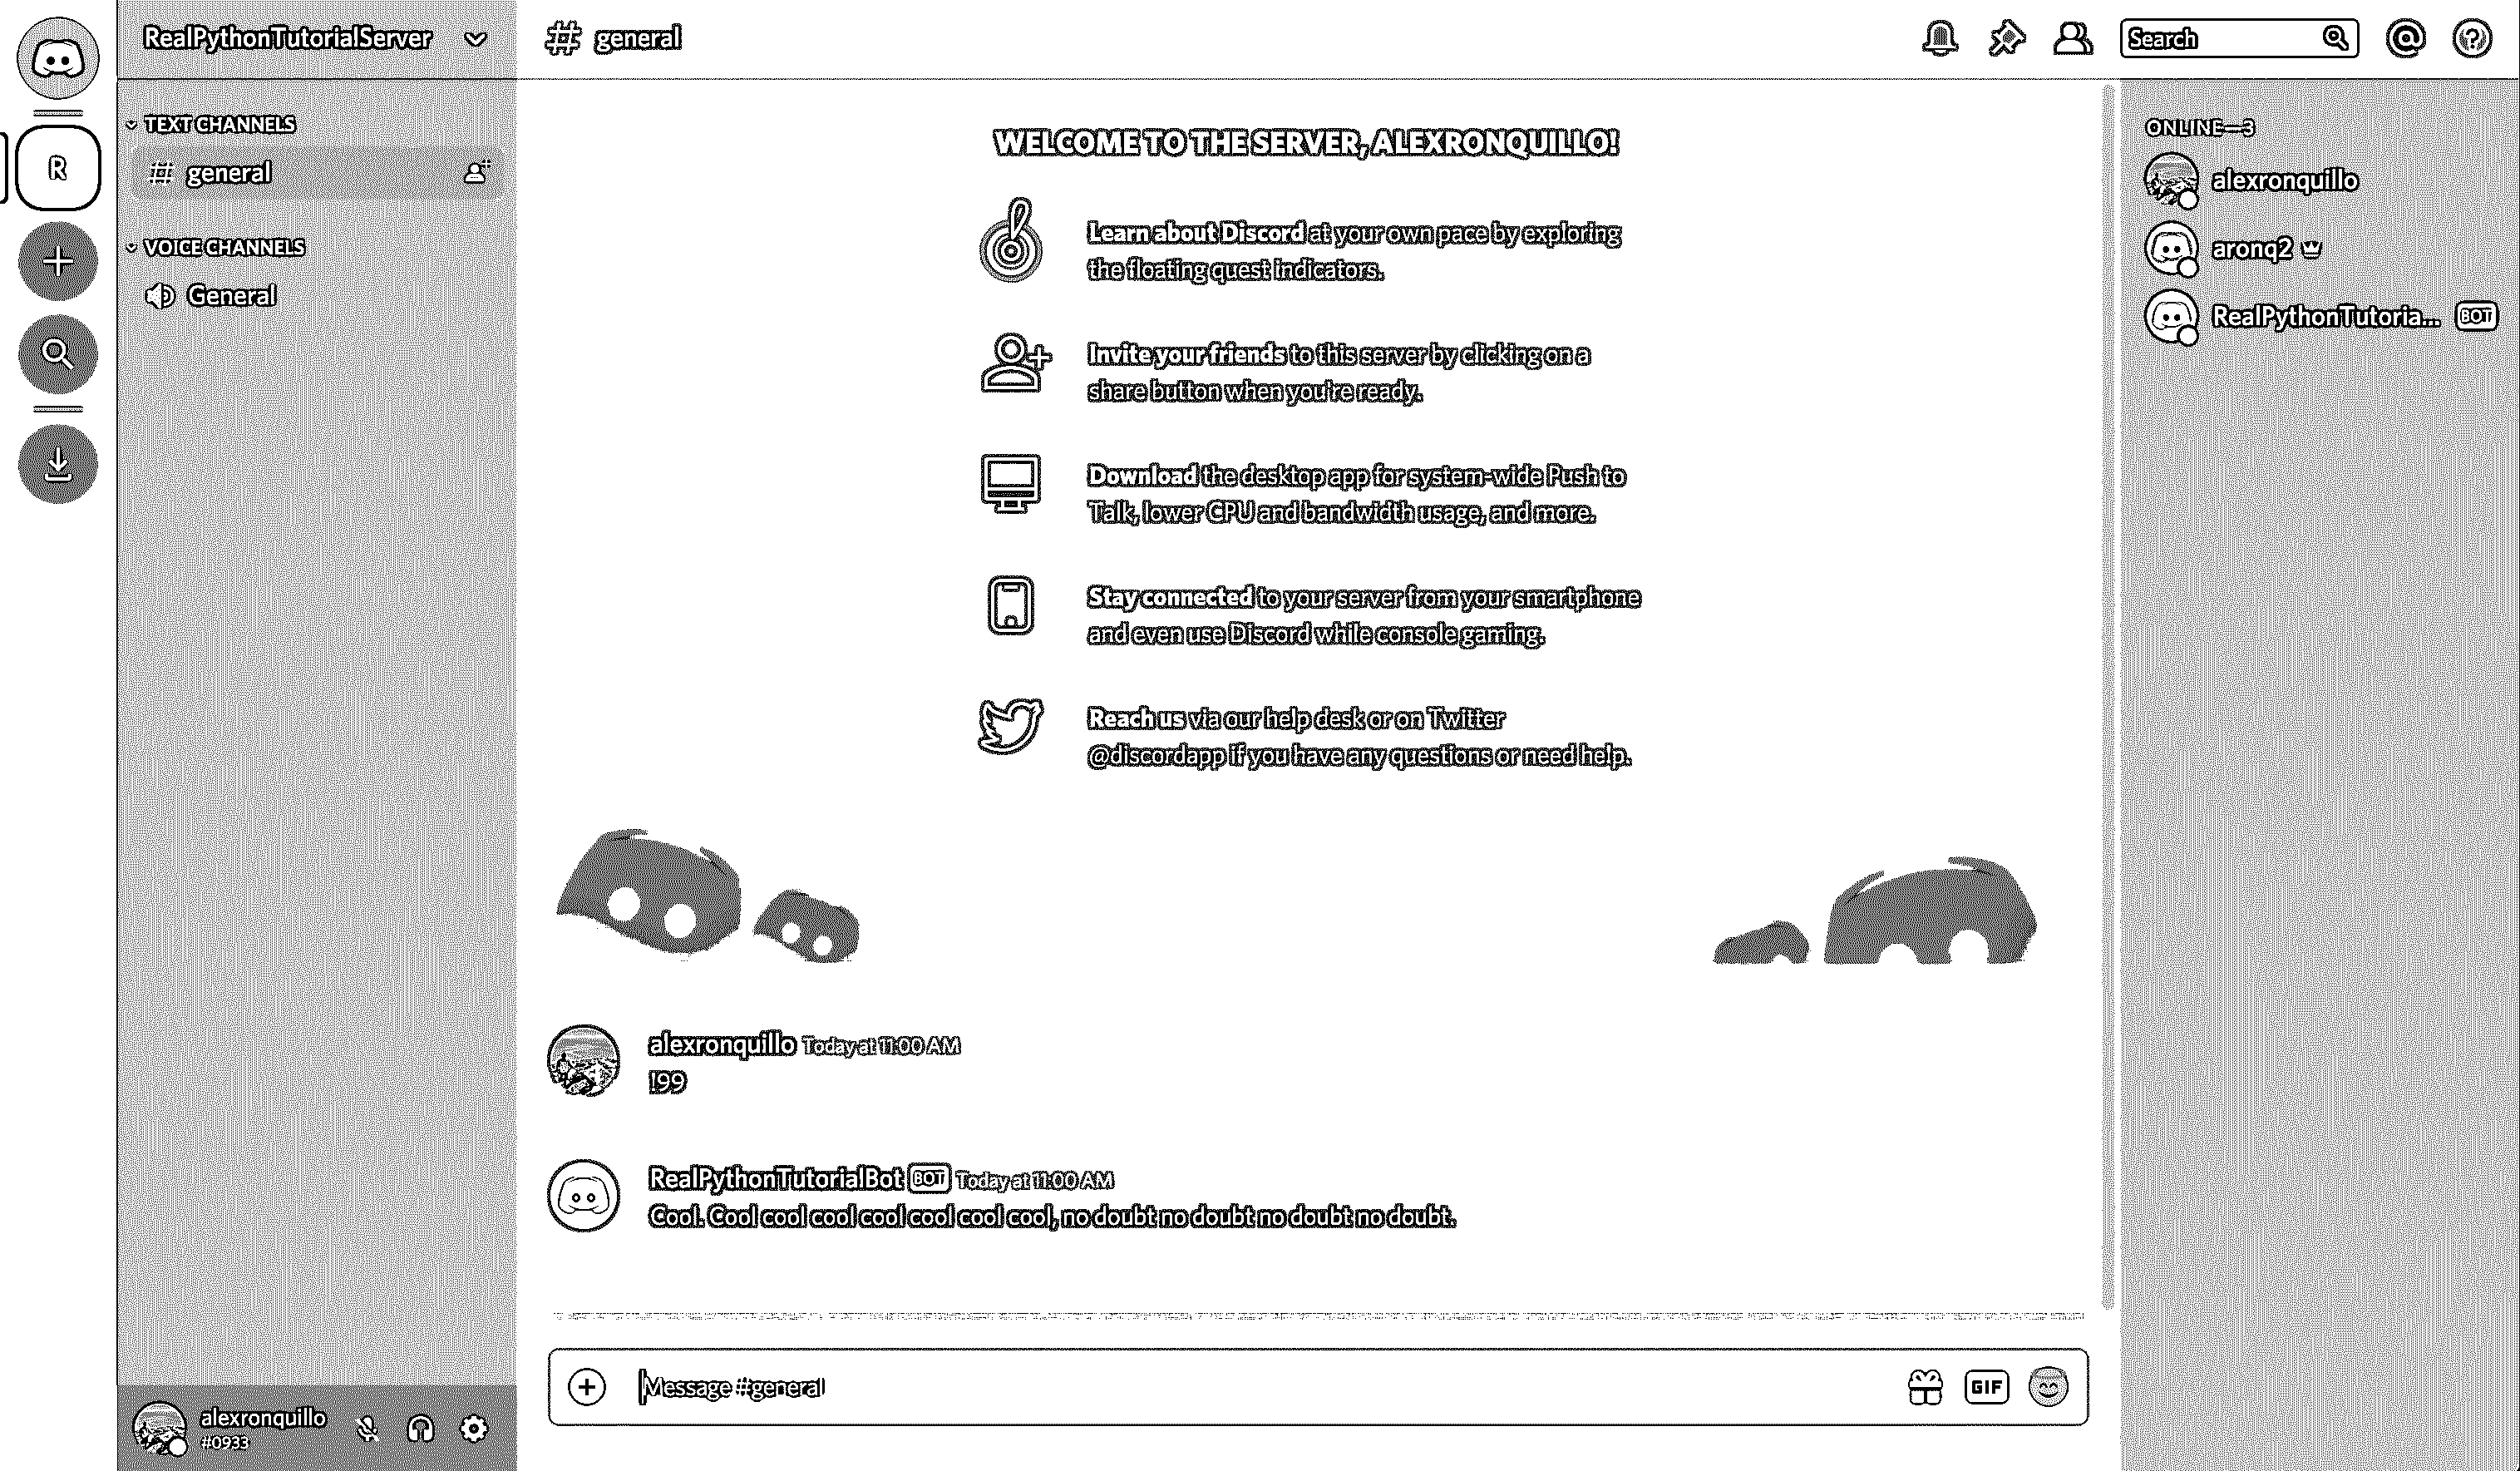 RealPythonTutorialServer
general
Search
TEXT CHANNELS
general
VOICE CHANNELS
General
R
WELCOME TO THE SERVER, ALEXRONQUILLO!
Learn about Discord at your own pace by exploring
the floating quest indicators.
Invite your friends to this server by clicking on a
share button when you're ready.
Download the desktop app for system-wide Push to
Talk, lower CPU and bandwidth usage, and more.
Stay connected to your server from your smartphone
and even use Discord while console gaming.
Reach us via our help desk or on Twitter
@discordapp if you have any questions or need help.
alexronquillo Today at 11:00 AM
!99
RealPythonTutorialBot BOT Today at 11:00 AM
Cool. Cool cool cool cool cool cool cool, no doubt no doubt no doubt no doubt.
Message #general
GIF
alexronquillo
#0933
ONLINE—3
alexronquillo
aronq2
RealPythonTutoria... BOT